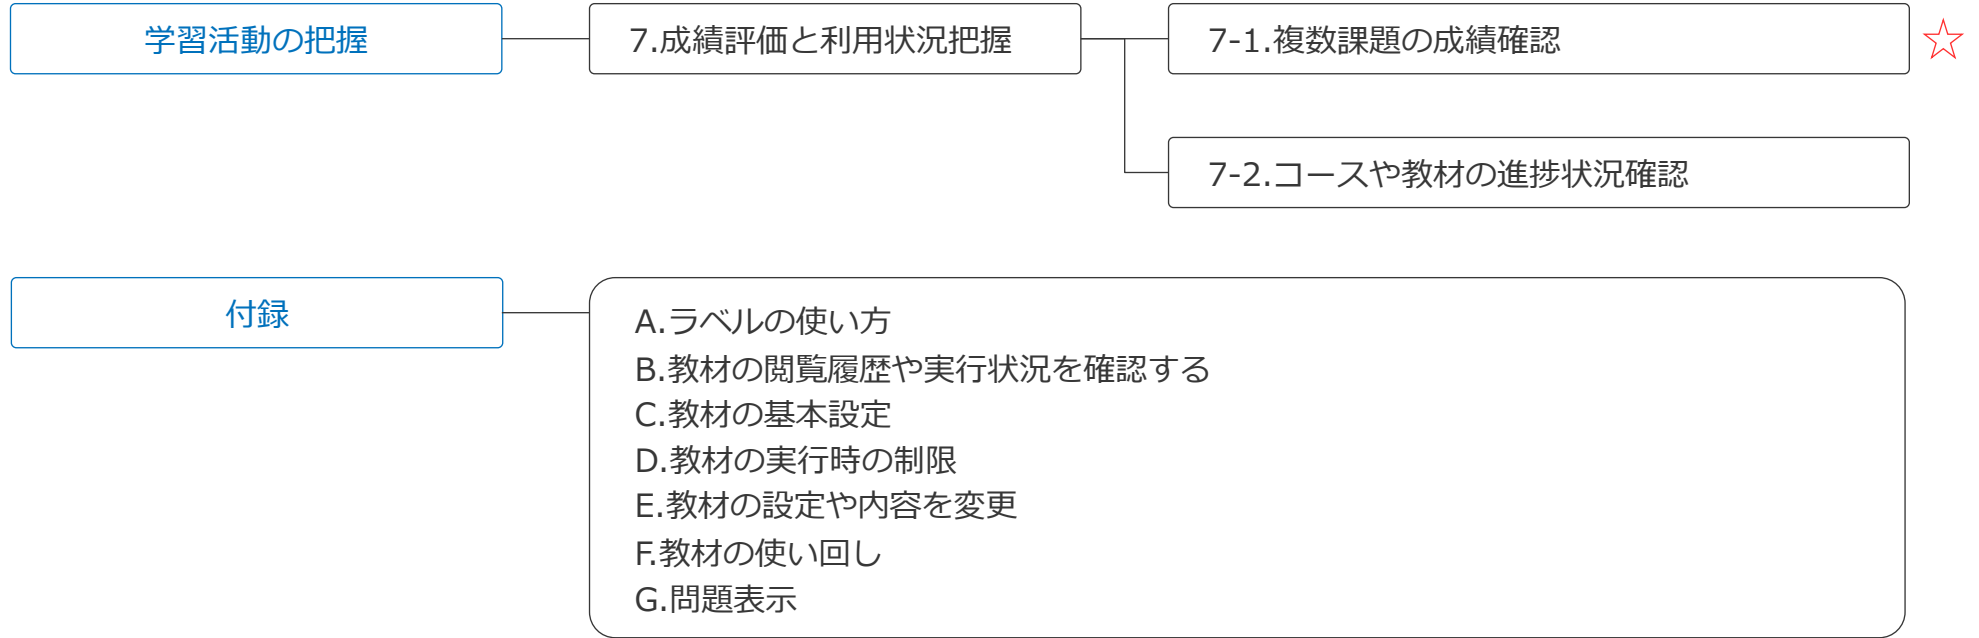 学習活動の把握
7.成績評価と利用状況把握
7-1.複数課題の成績確認
7-2.コースや教材の進捗状況確認
付録
A.ラベルの使い方
B.教材の閲覧履歴や実行状況を確認する
C.教材の基本設定
D.教材の実行時の制限
E.教材の設定や内容を変更
F.教材の使い回し
G.問題表示